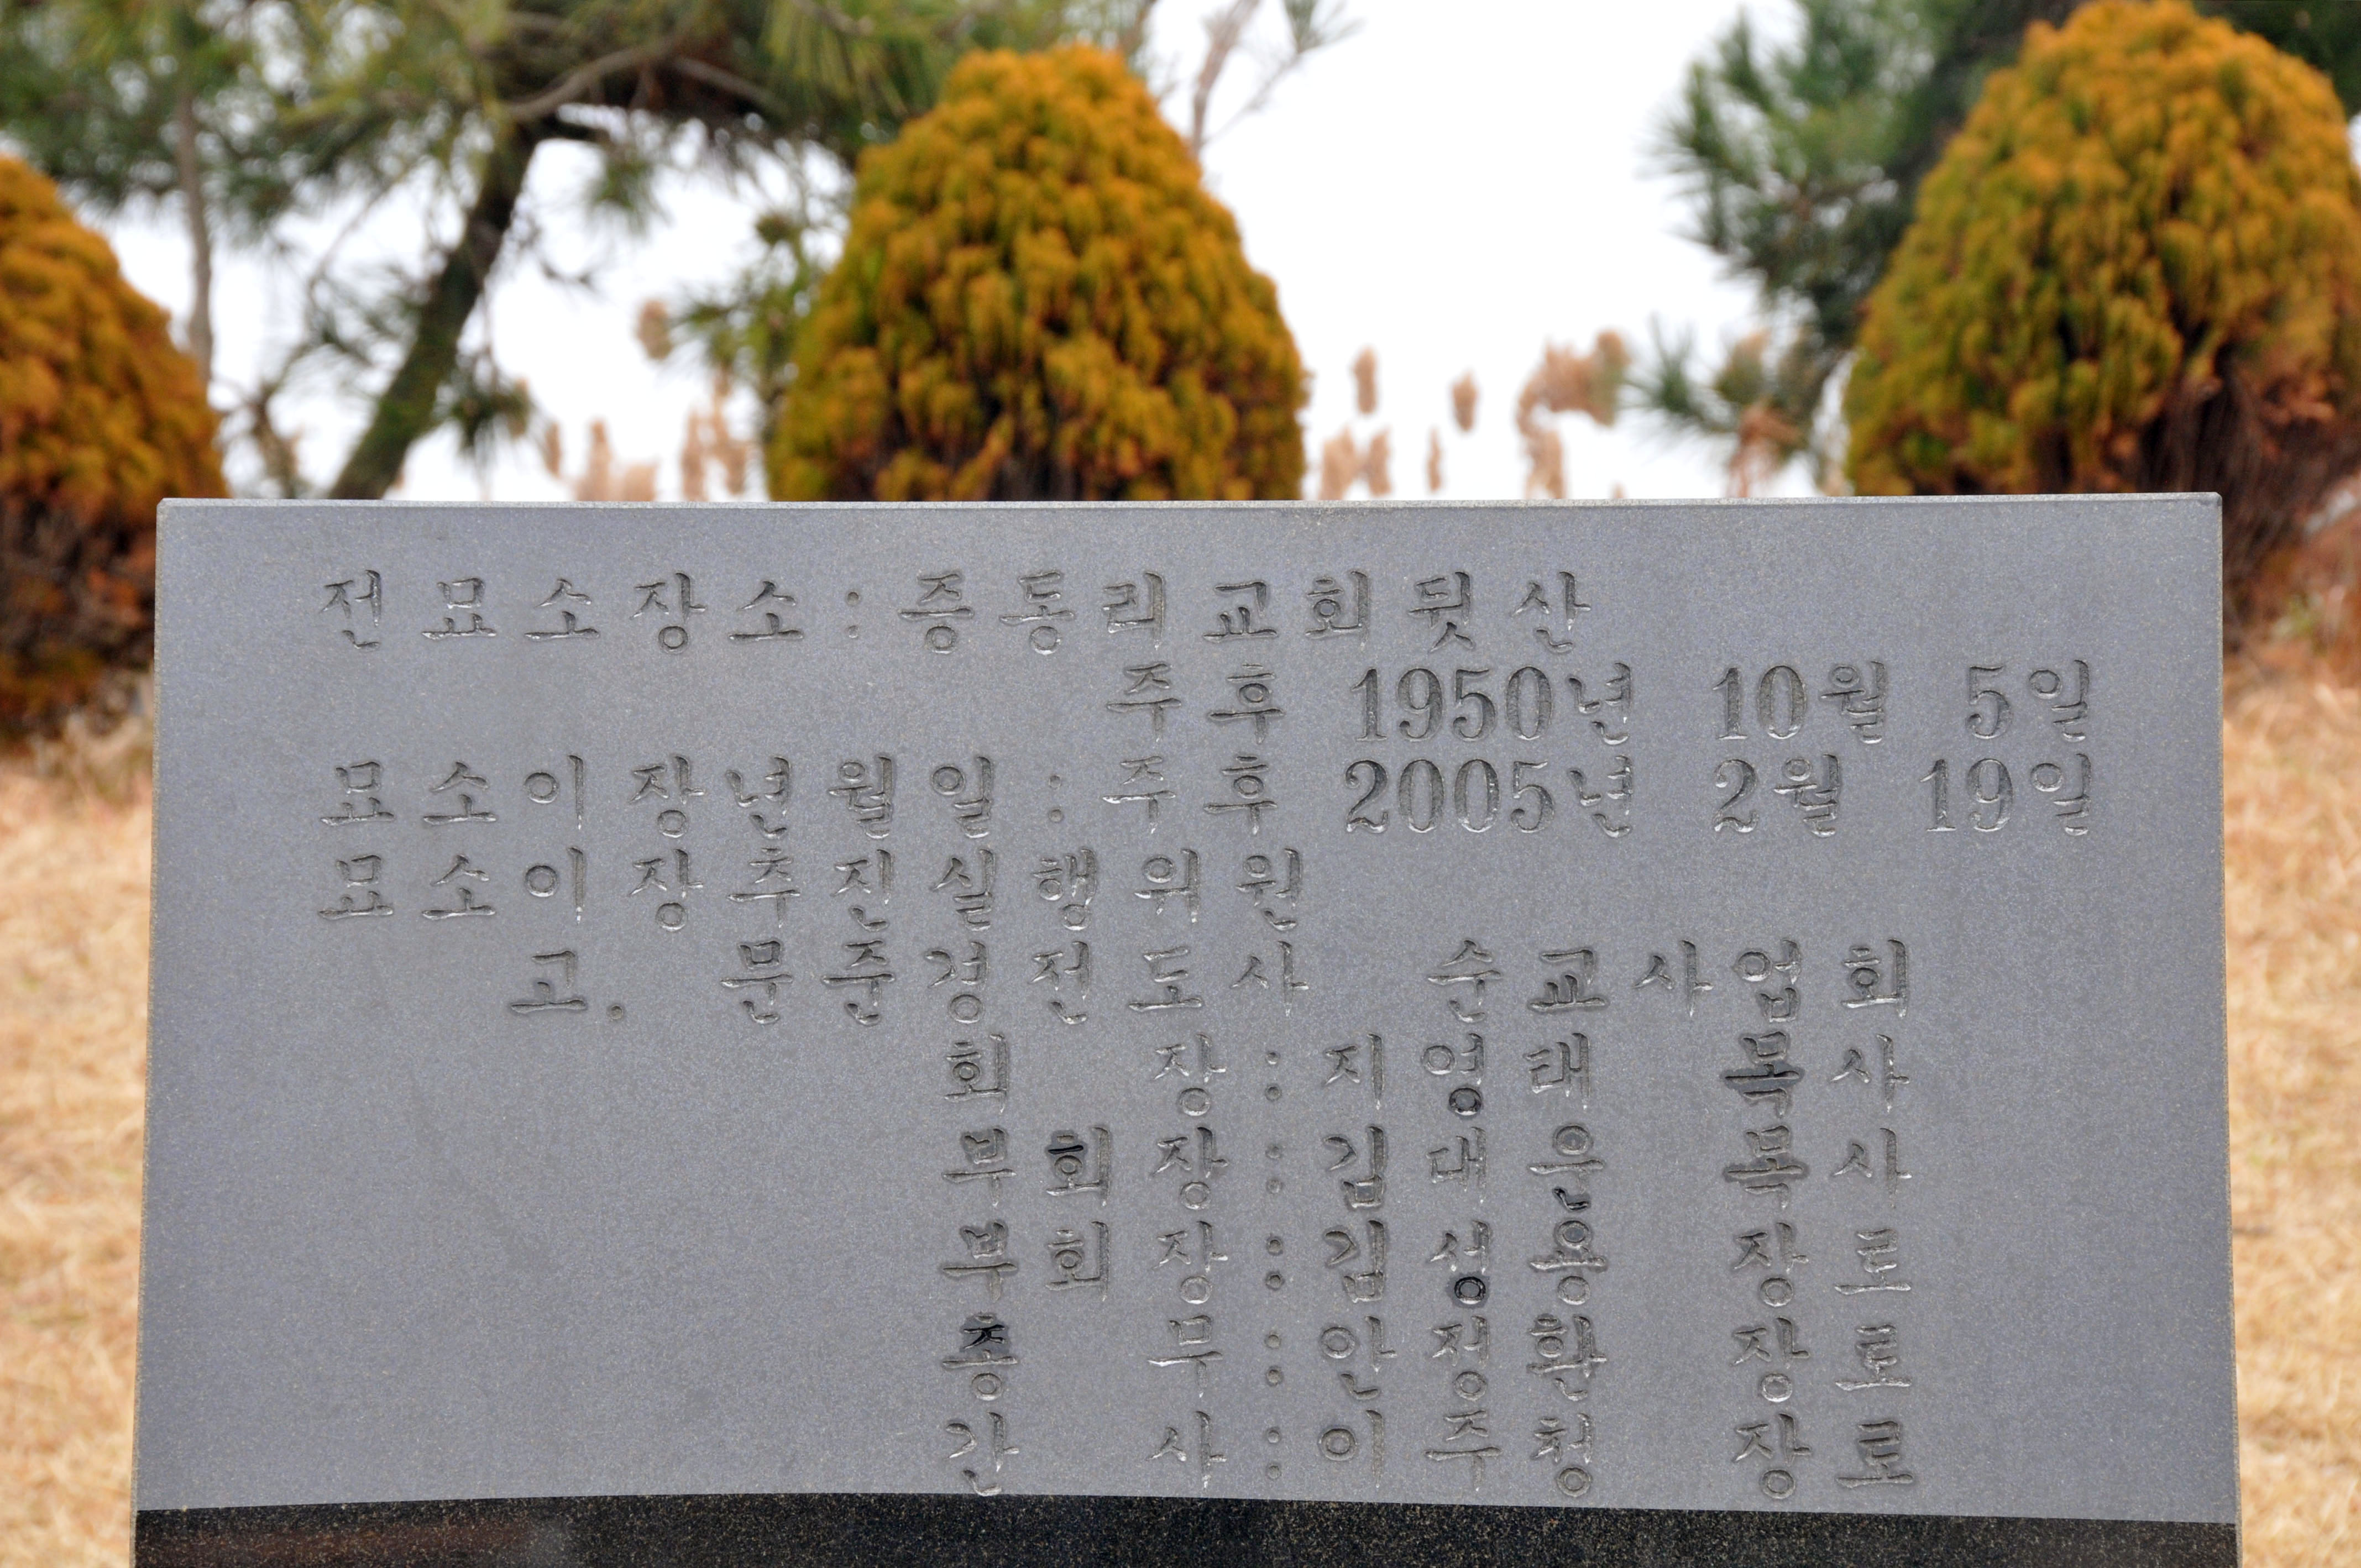 전묘소장소:증동리교회뒷산
주후 1950년 10월 5일
묘소이장년월일:주후 2005년 2월 19일
묘소이장추진실행위원
고. 문준경전도사 순교사업회
회 장:지영태 목사
부회장:김대운 목사
부회장:김성용 장로
총 무:안정환 장로
간 사:이주청 장로